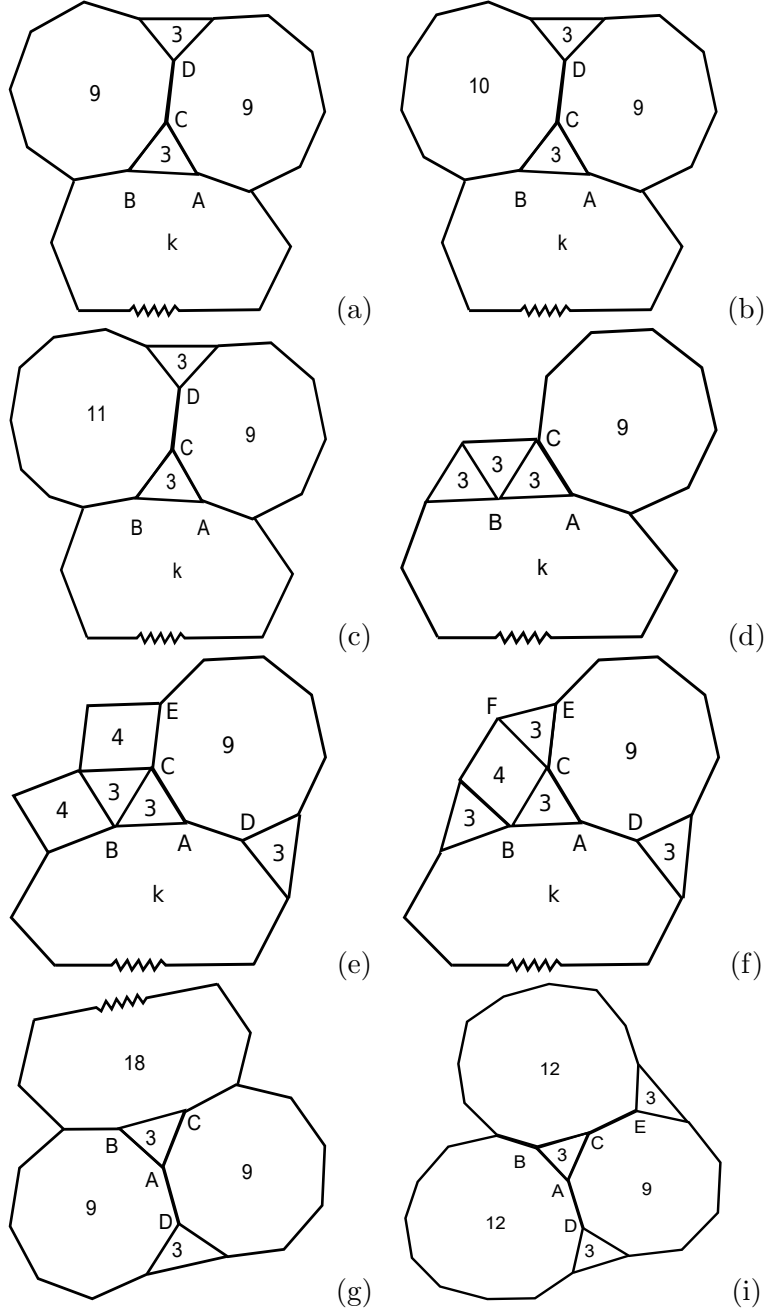 3 3
D D
9 9 10 9
C C
3 3
B A B A
k k
(a) (b)
3
D
11 9 9
C C
3 3 3 3
B A B A
k k
(c) (d)
E F E
4 9 3 9
C 4 C
4 3 3 D 3 3 D
B A 3 B A 3
k k
(e) (f)
18 12
C 3
B 3 C E
A B 3
9 9 A 9
D 12 D
3 3
(g) (i)